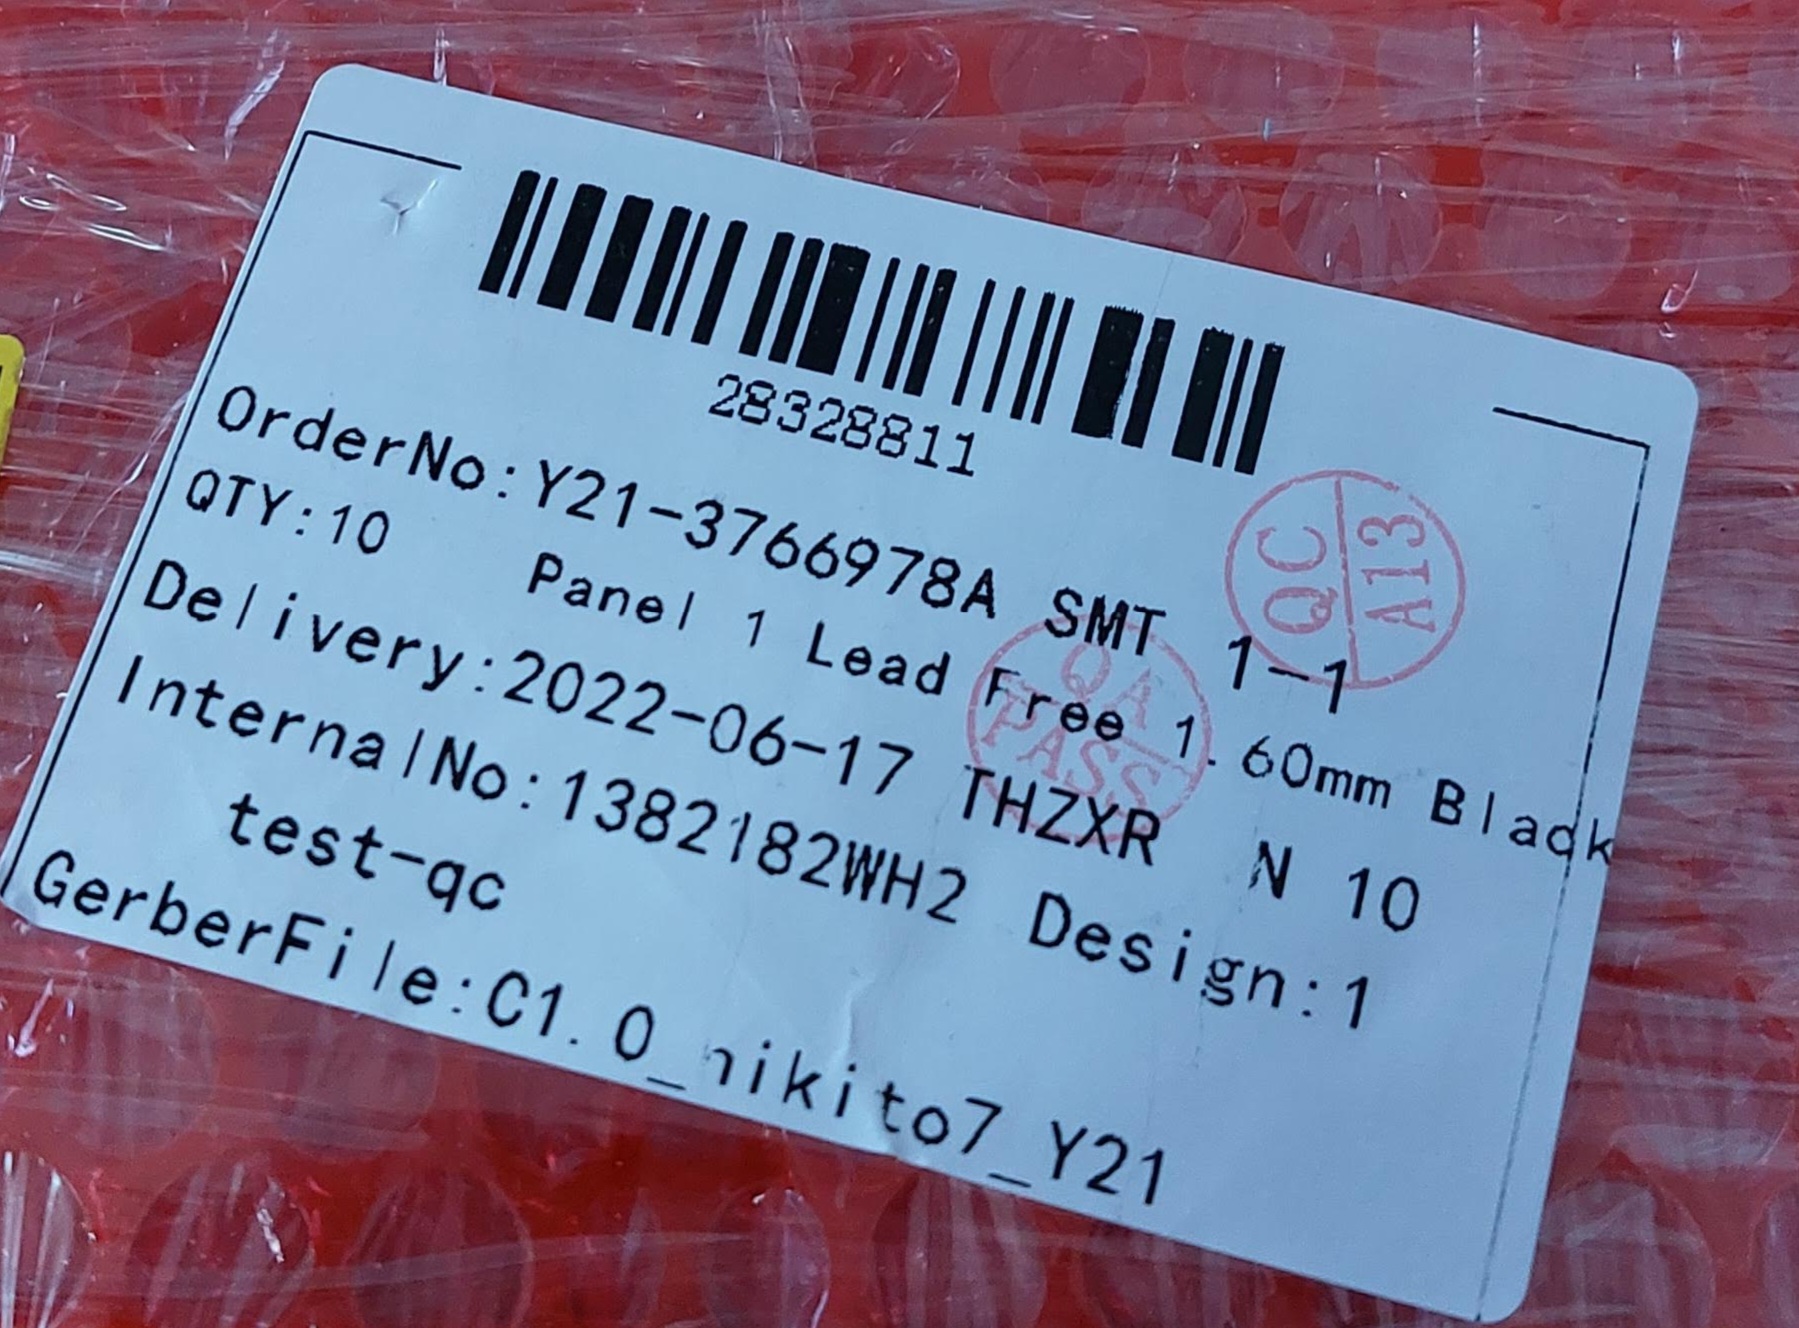 28328811
OrderNo:Y21-3766978A SMT 1-1
QTY:10 Panel 1 Lead Free 1.60mm Black
Delivery:2022-06-17 THZXR N 10
InternalNo:1382182WH2 Design:1
test-qc
GerberFile:C1.0_nikito7_Y21
QC
A13
QA
PASS